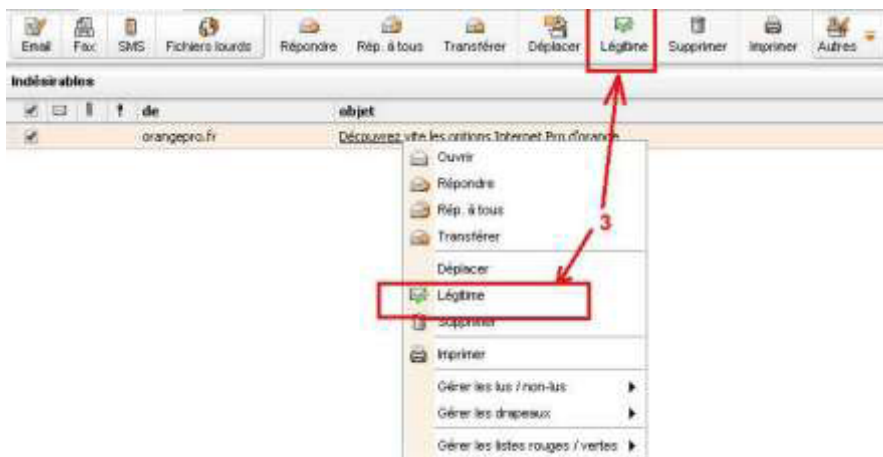 Email Fax SMS Fichiers lourds Répondre Rép. à tous Transférer Déplacer Légitime Supprimer Imprimer Autres
Indésirables
de objet
orangepro.fr Découvrez vite les options Internet Pro d'orange
Ouvrir
Répondre
Rép. à tous
Transférer
3
Déplacer
Légitime
Supprimer
Imprimer
Gérer les lus / non-lus
Gérer les drapeaux
Gérer les listes rouges / vertes